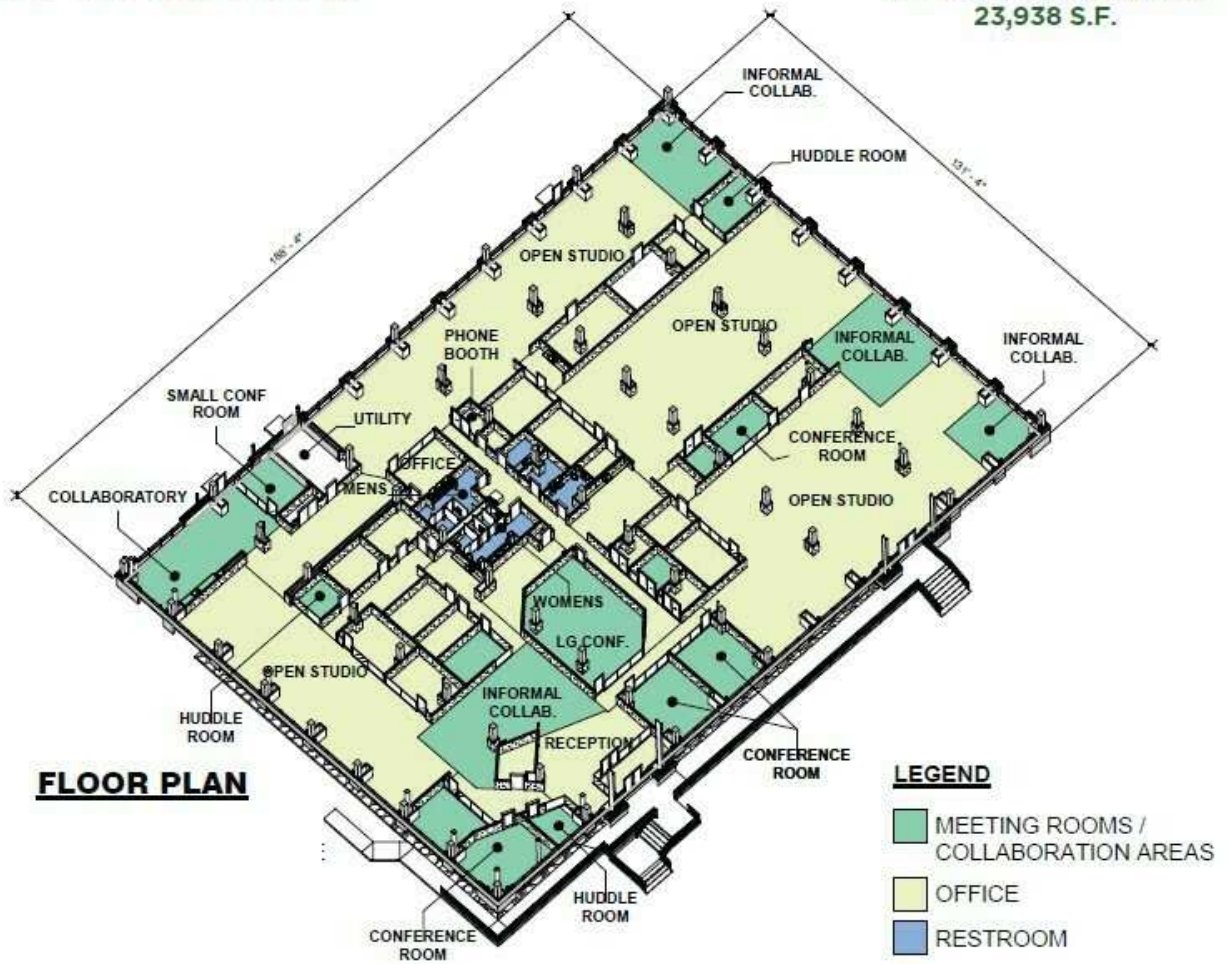 23,938 S.F.
INFORMAL
COLLAB.
HUDDLE ROOM
131' - 4"
OPEN STUDIO
OPEN STUDIO
PHONE
BOOTH
INFORMAL
COLLAB.
INFORMAL
COLLAB.
SMALL CONF
ROOM
UTILITY
OFFICE
CONFERENCE
ROOM
MENS
COLLABORATORY
OPEN STUDIO
WOMENS
LG CONF.
OPEN STUDIO
INFORMAL
COLLAB.
HUDDLE
ROOM
RECEPTION
CONFERENCE
ROOM
FLOOR PLAN
LEGEND
MEETING ROOMS /
COLLABORATION AREAS
OFFICE
RESTROOM
HUDDLE
ROOM
CONFERENCE
ROOM